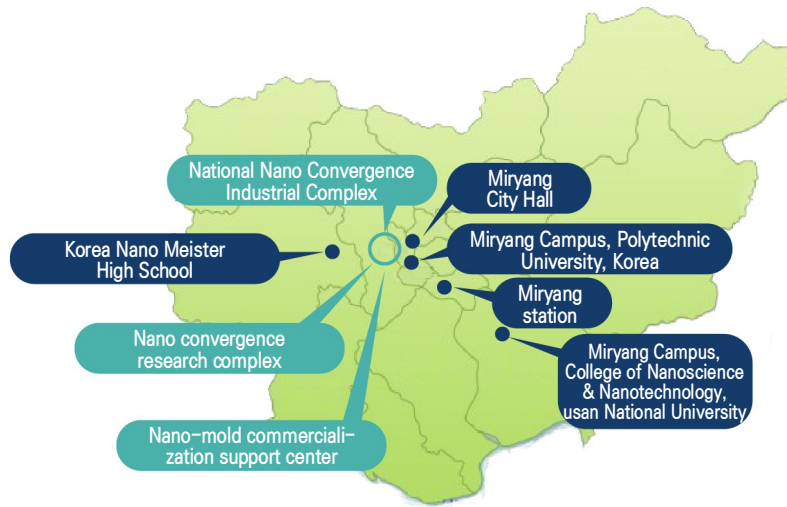 National Nano Convergence
Industrial Complex
Miryang
City Hall
Korea Nano Meister
High School
Miryang Campus, Polytechnic
University, Korea
Miryang
station
Nano convergence
research complex
Miryang Campus,
College of Nanoscience
& Nanotechnology,
usan National University
Nano-mold commerciali-
zation support center